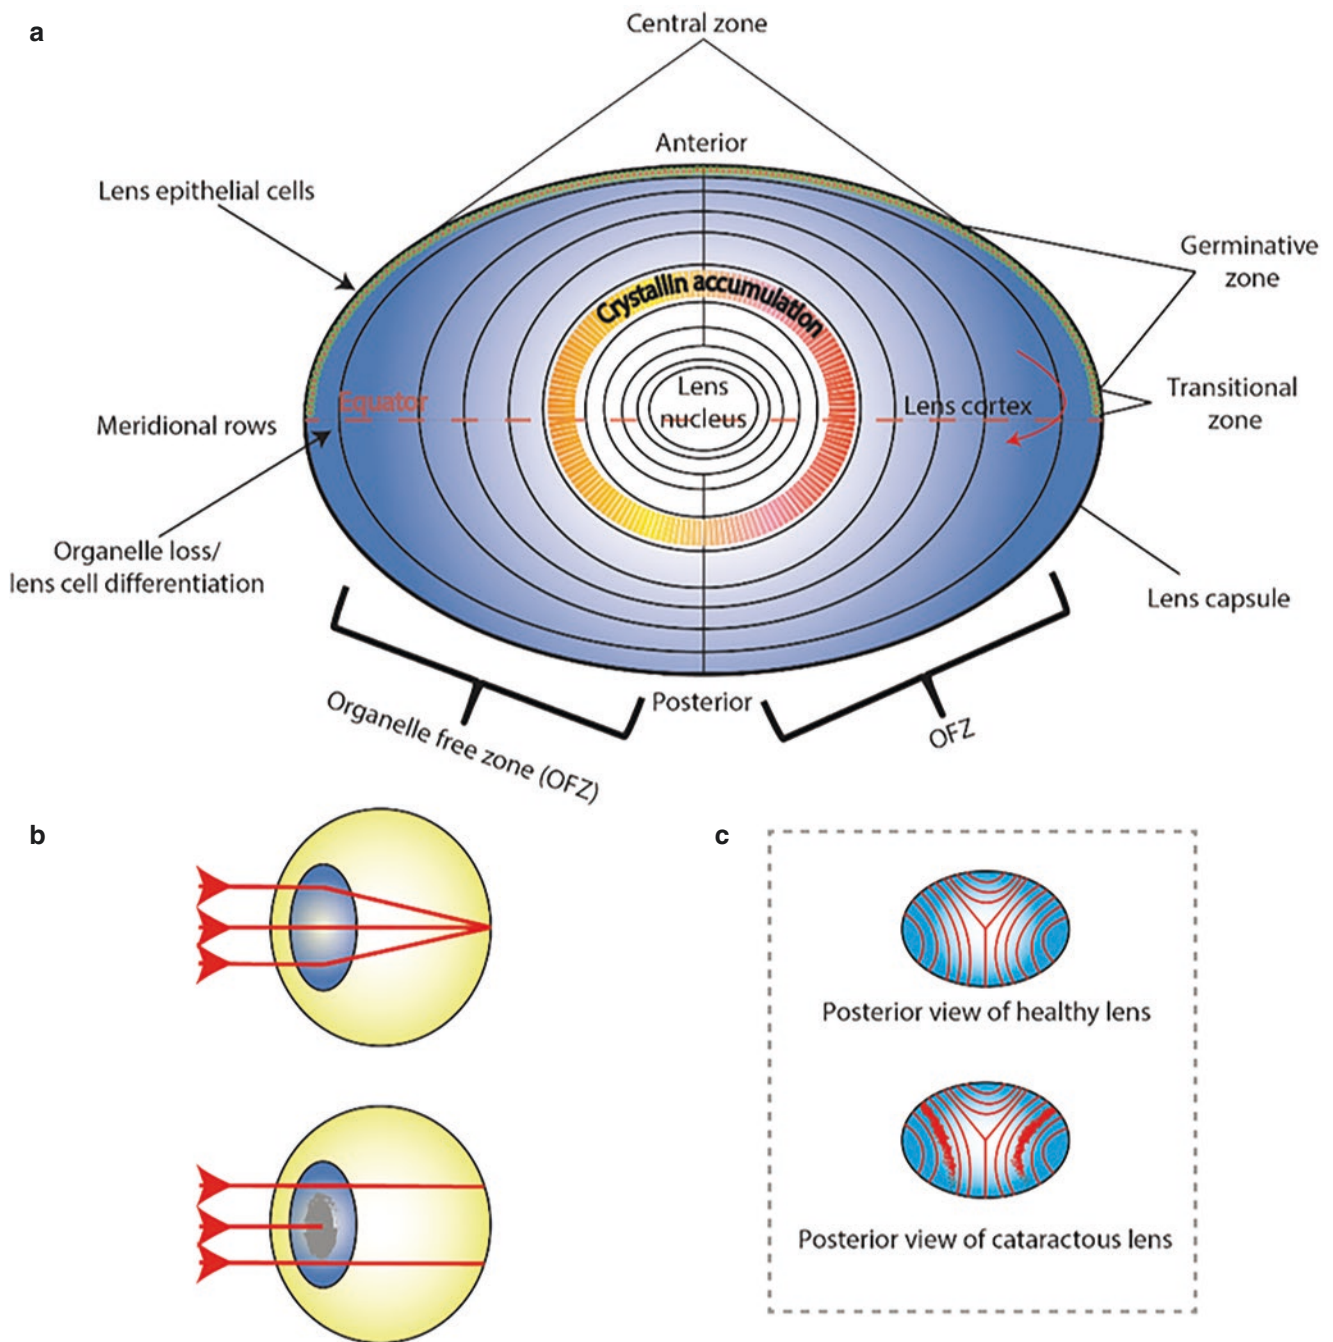 a
Central zone
Anterior
Lens epithelial cells
Germinative
zone
Crystallin accumulation
Lens
nucleus
Equator
Lens cortex
Transitional
zone
Meridional rows
Organelle loss/
lens cell differentiation
Lens capsule
Organelle free zone (OFZ)
Posterior
OFZ
b
c
Posterior view of healthy lens
Posterior view of cataractous lens